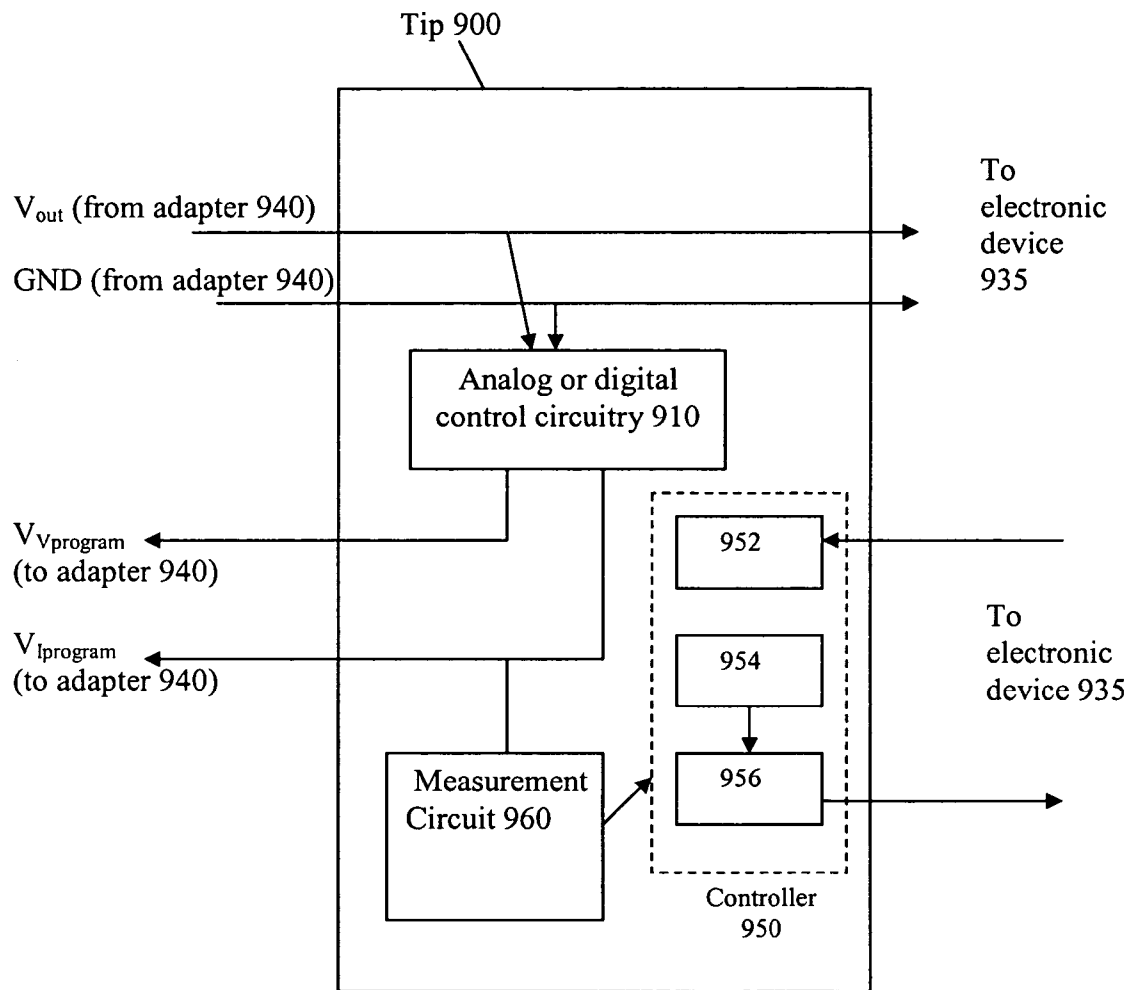 Tip 900
To
electronic
device
935
Vout (from adapter 940)
GND (from adapter 940)
Analog or digital
control circuitry 910
VVprogram
(to adapter 940)
952
VIprogram
(to adapter 940)
954
To
electronic
device 935
Measurement
Circuit 960
956
Controller
950